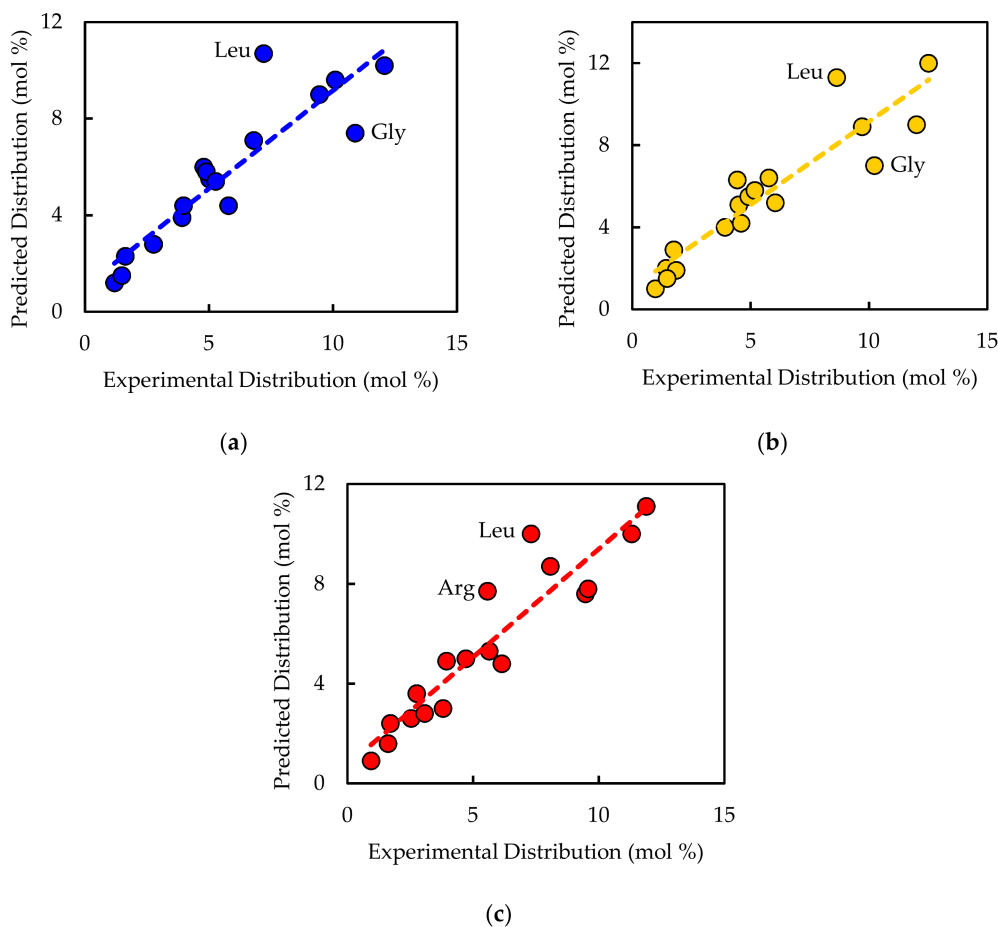 Predicted Distribution (mol %)
12
8
4
0
0
5
10
15
Leu
Gly
Experimental Distribution (mol %)
(a)
Predicted Distribution (mol %)
12
8
4
0
0
5
10
15
Leu
Gly
Experimental Distribution (mol %)
(b)
Predicted Distribution (mol %)
12
8
4
0
0
5
10
15
Leu
Arg
Experimental Distribution (mol %)
(c)